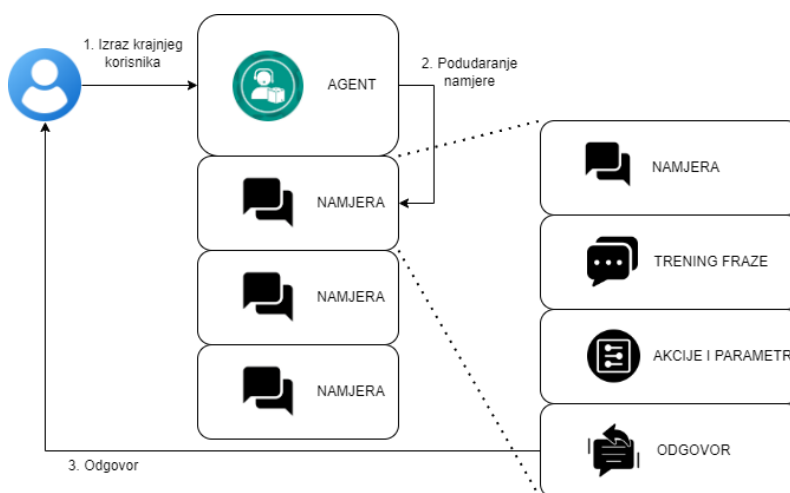 1. Izraz krajnjeg
korisnika
AGENT
2. Podudaranje
namjere
NAMJERA
NAMJERA
NAMJERA
NAMJERA
TRENING FRAZE
AKCIJE I PARAMETR
ODGOVOR
3. Odgovor